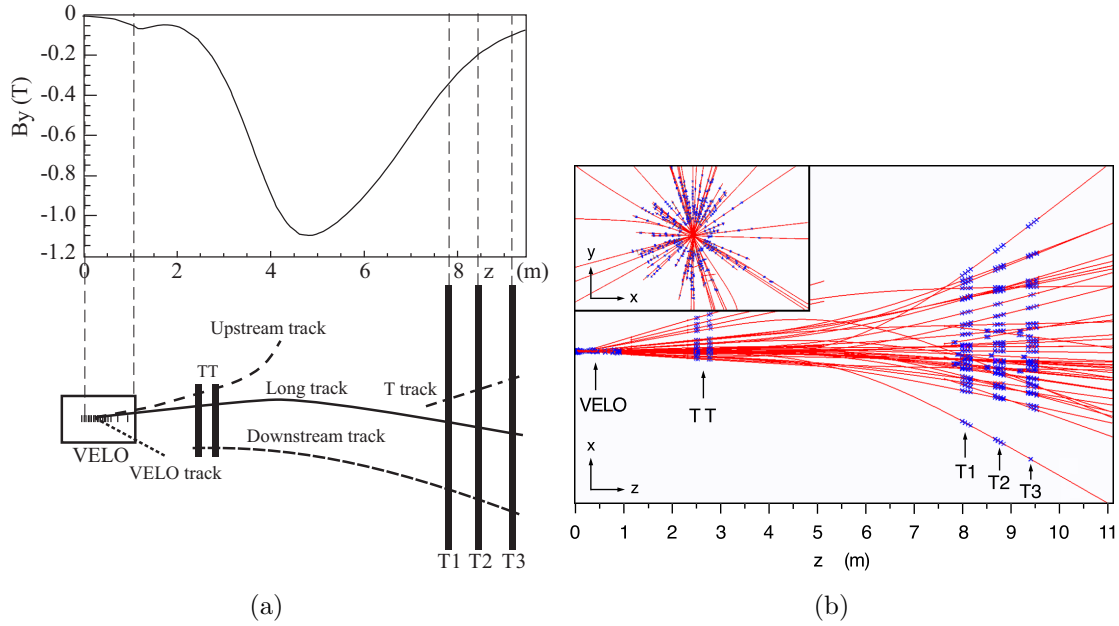 0
-0.2
-0.4
-0.6
-0.8
-1.0
-1.2
By (T)
0 2 4 6 8 z (m)
Upstream track
TT
Long track
T track
Downstream track
VELO
VELO track
T1 T2 T3
(a)
y
x
VELO
TT
T1
T2
T3
x
z
0 1 2 3 4 5 6 7 8 9 10 11
z (m)
(b)